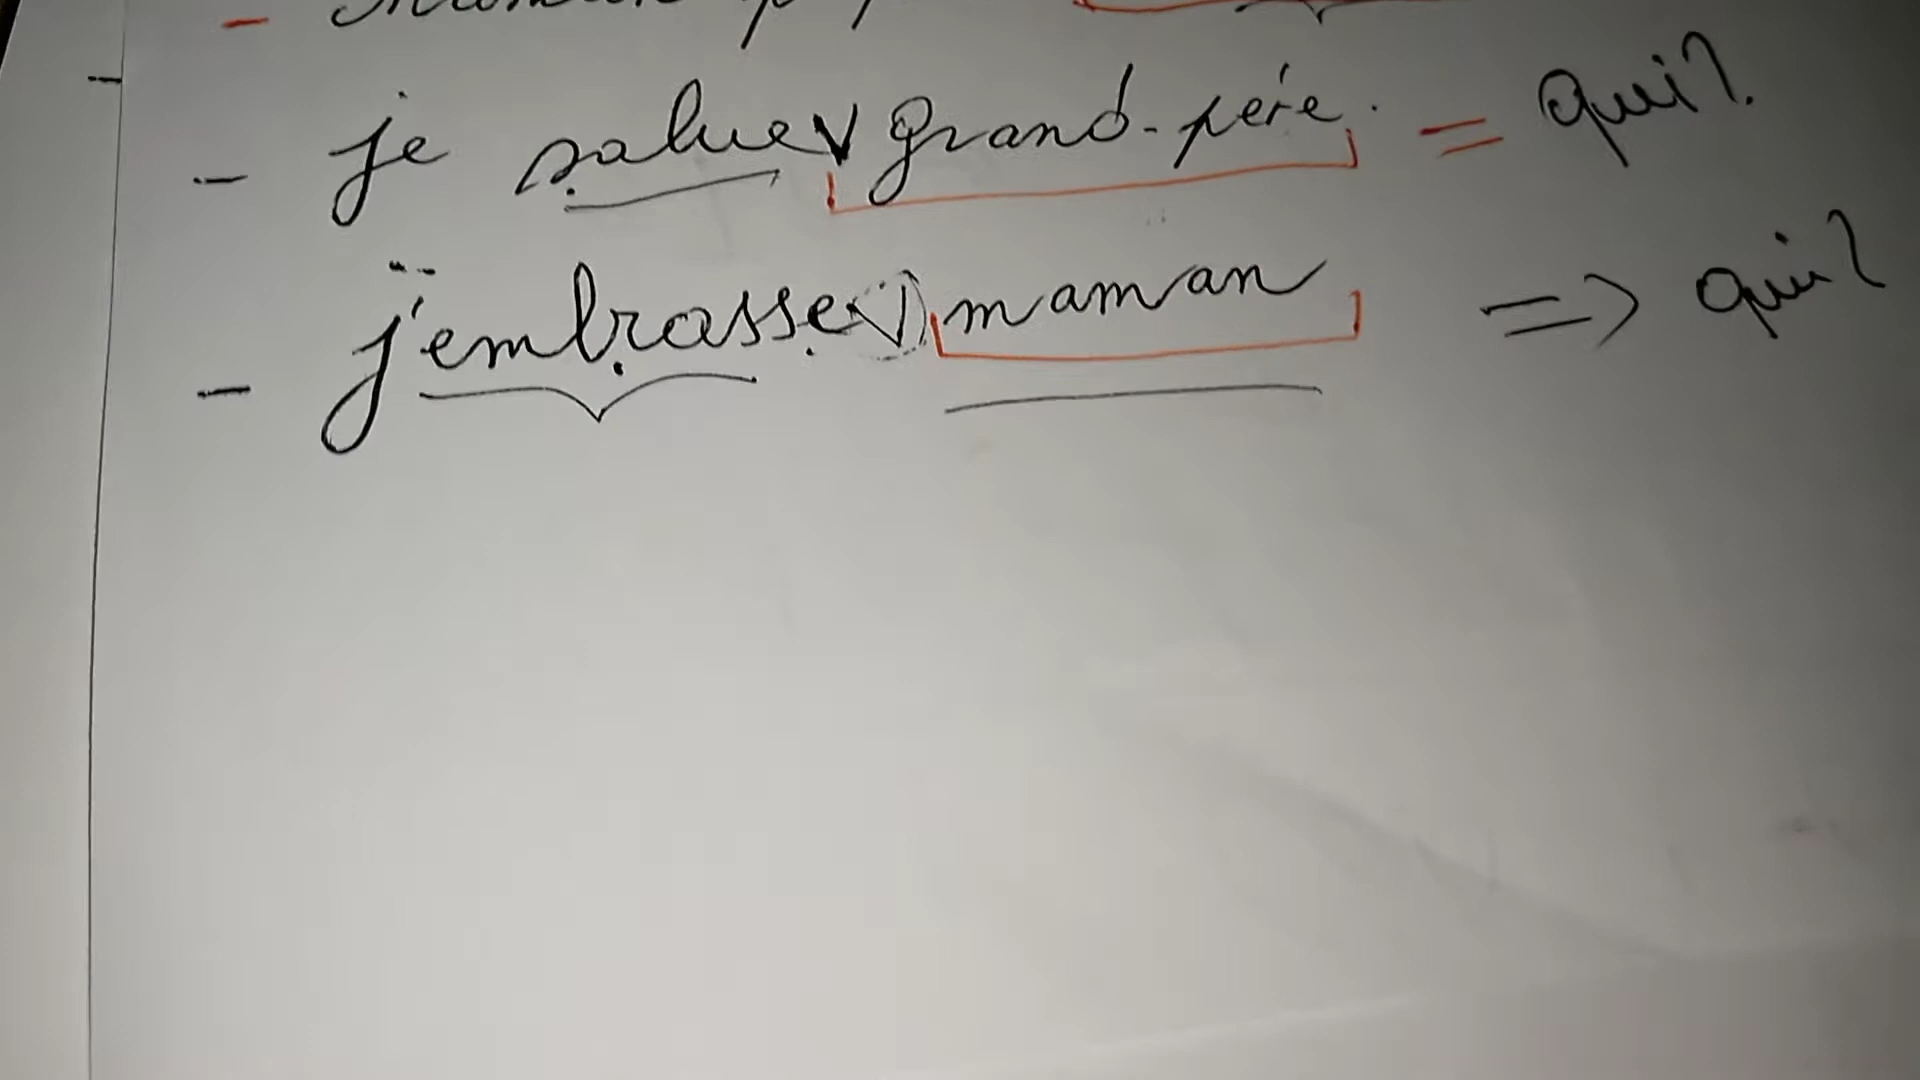 - je salue grand-père. = qui?
- j'embrasse maman => qui?